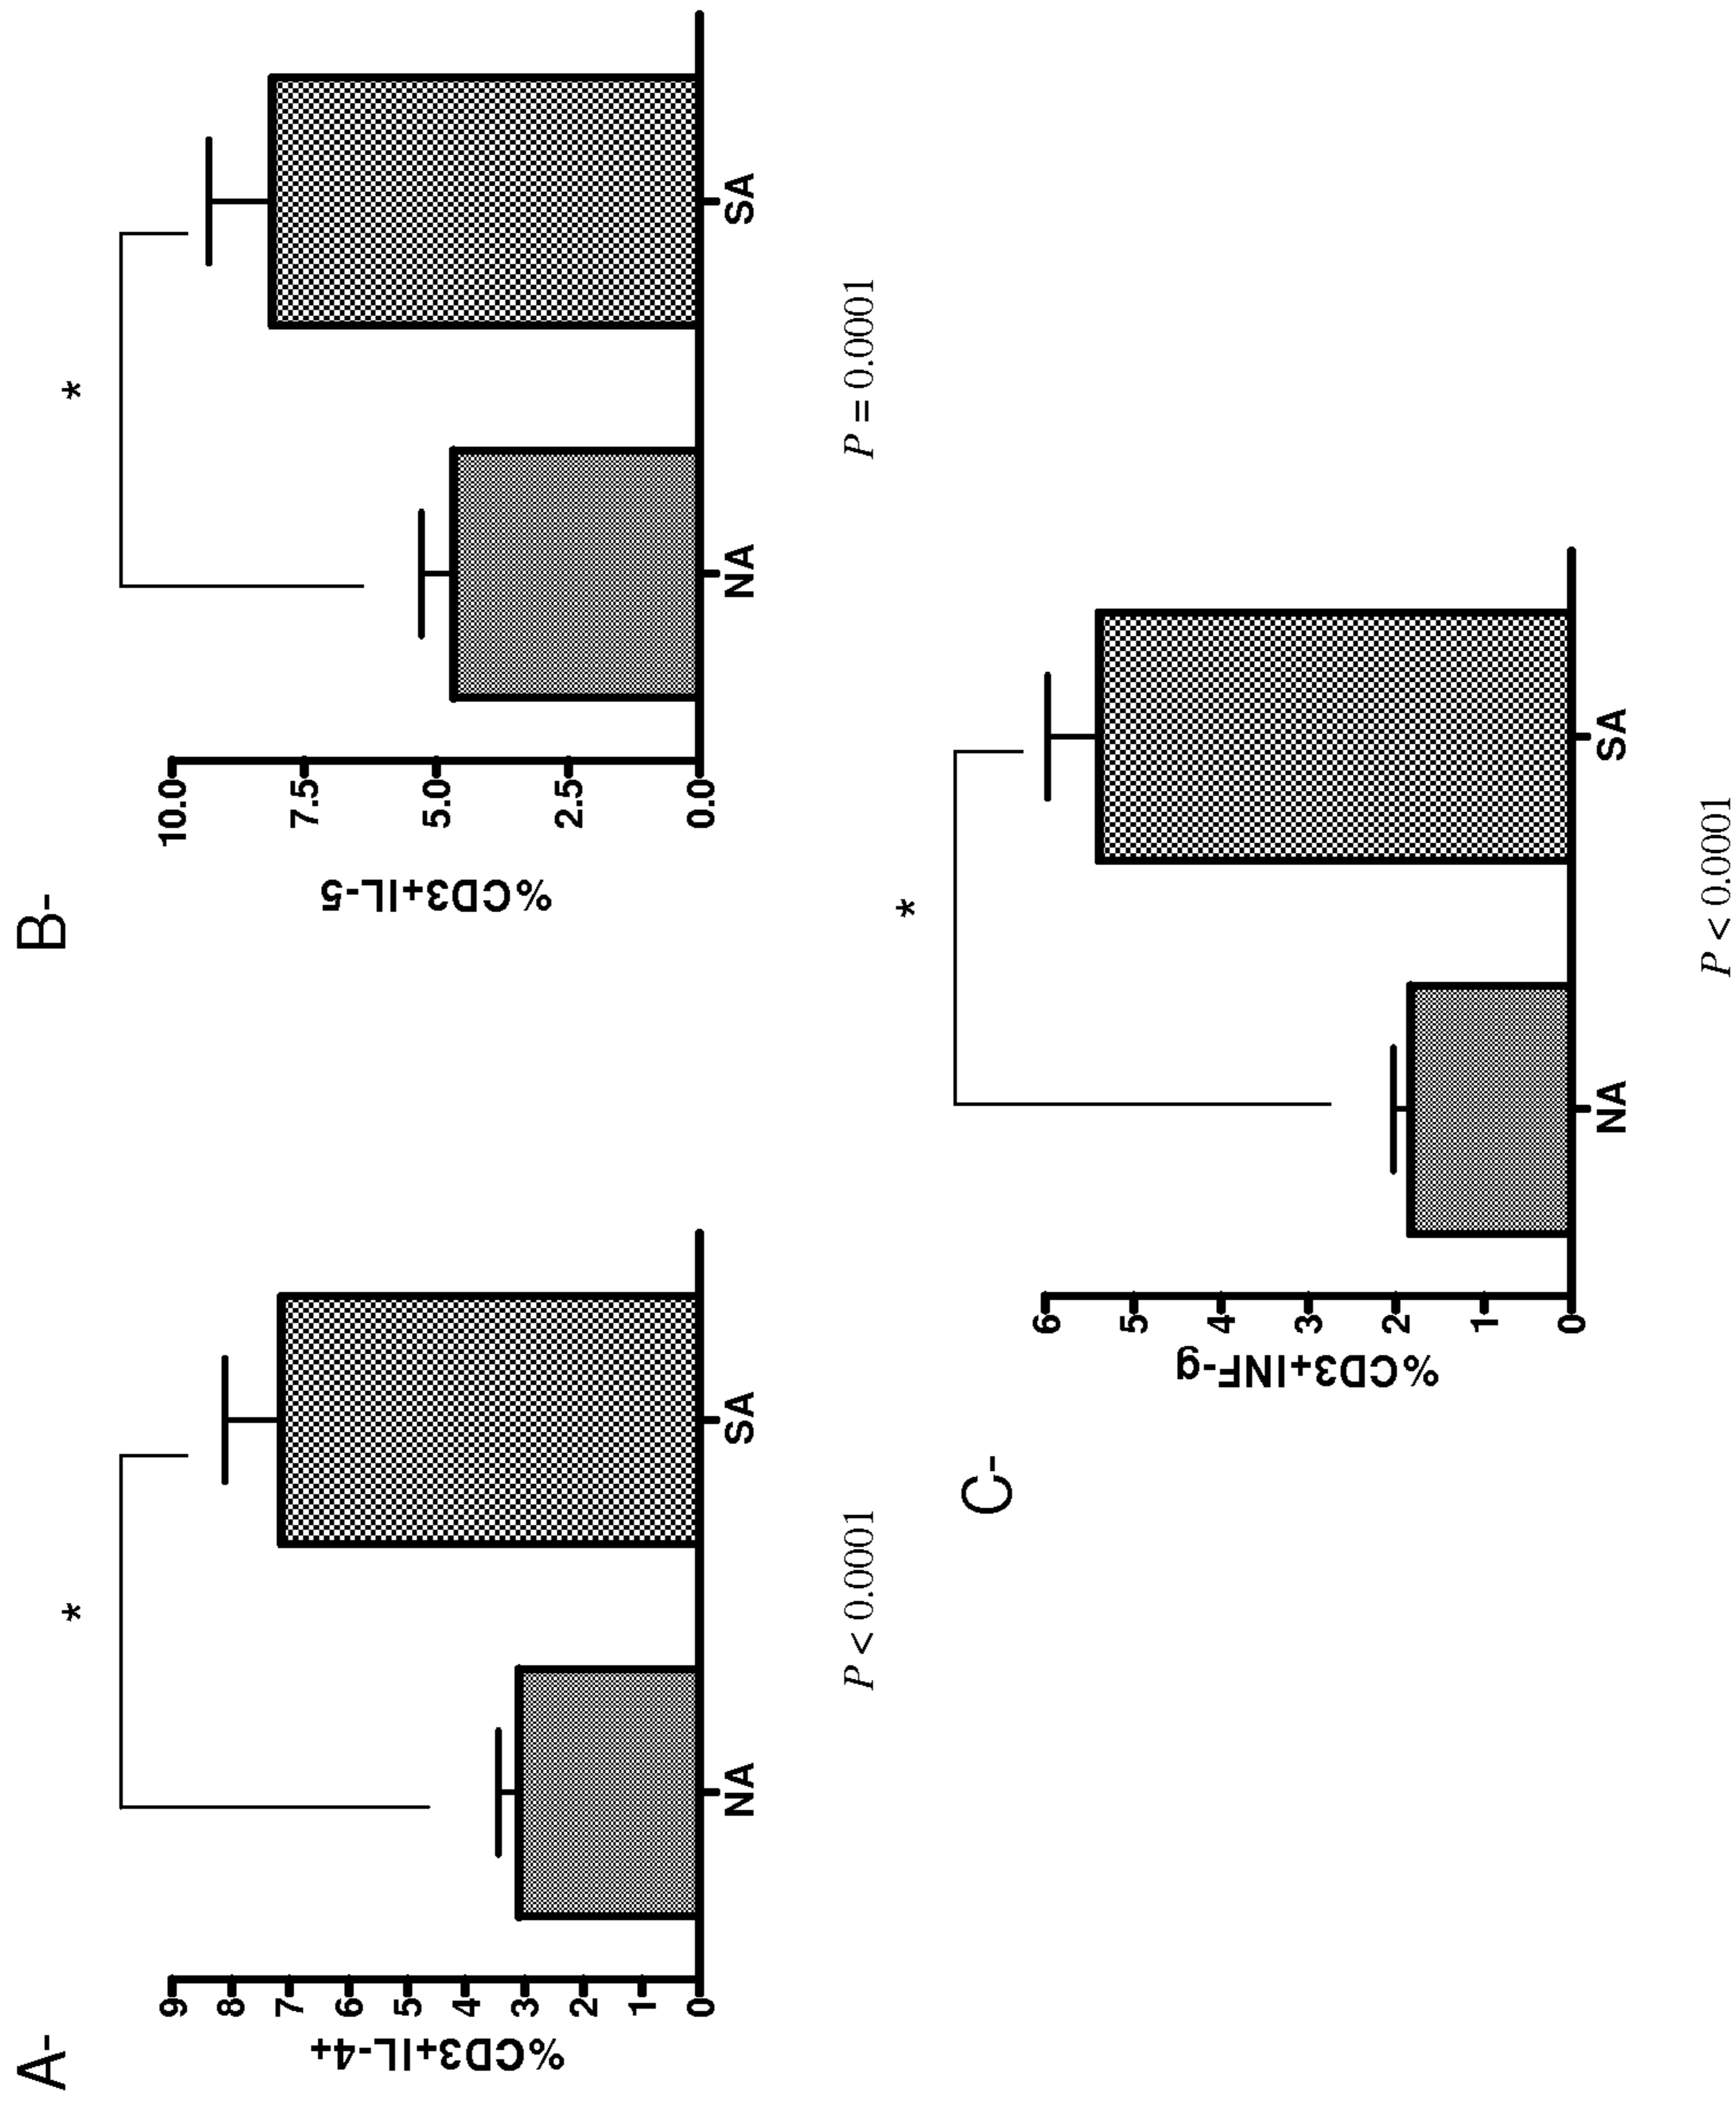 A-
%CD3+IL-4+
9
8
7
6
5
4
3
2
1
0
*
NA
SA
P < 0.0001
B-
%CD3+IL-5
10.0
7.5
5.0
2.5
0.0
*
NA
SA
P = 0.0001
C-
%CD3+INF-g
6
5
4
3
2
1
0
*
NA
SA
P < 0.0001